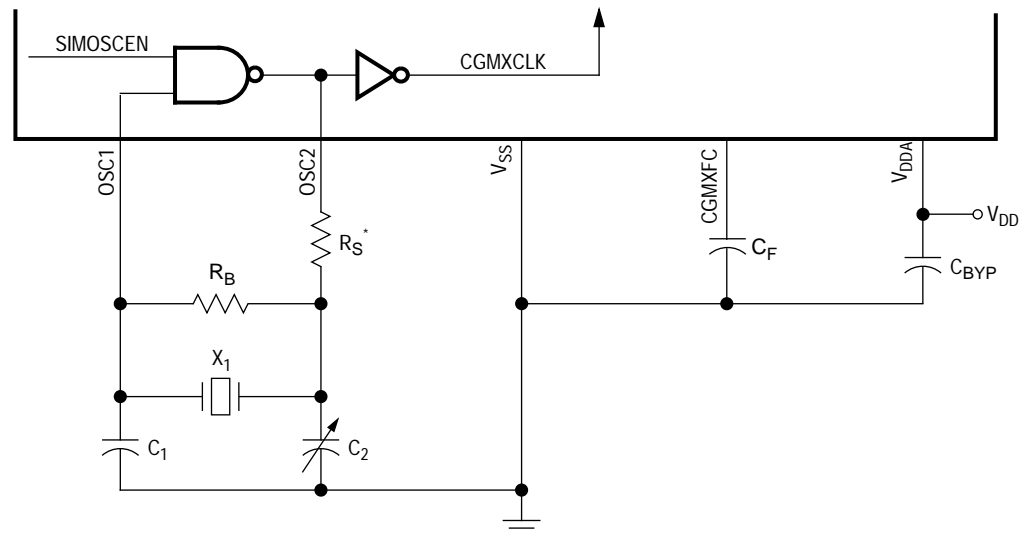 SIMOSCEN
CGMXCLK
OSC1
OSC2
VSS
CGMXFC
VDDA
VDD
RS*
CF
CBYP
RB
X1
C1
C2